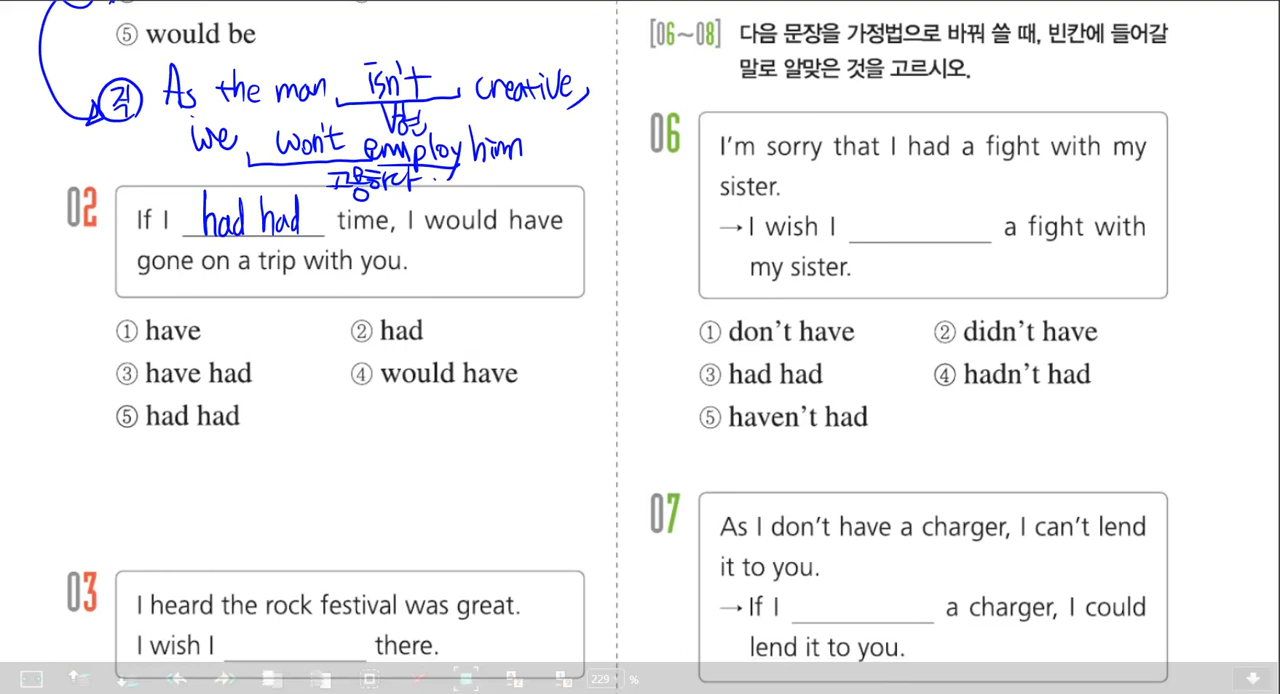 ⑤ would be
직 As the man isn't creative,
we won't employ him
고용하다.
02
If I had had time, I would have
gone on a trip with you.
① have ② had
③ have had ④ would have
⑤ had had
03
I heard the rock festival was great.
I wish I ________ there.
[06~08] 다음 문장을 가정법으로 바꿔 쓸 때, 빈칸에 들어갈
말로 알맞은 것을 고르시오.
06
I'm sorry that I had a fight with my
sister.
→ I wish I ________ a fight with
my sister.
① don't have ② didn't have
③ had had ④ hadn't had
⑤ haven't had
07
As I don't have a charger, I can't lend
it to you.
→ If I ________ a charger, I could
lend it to you.
229 %